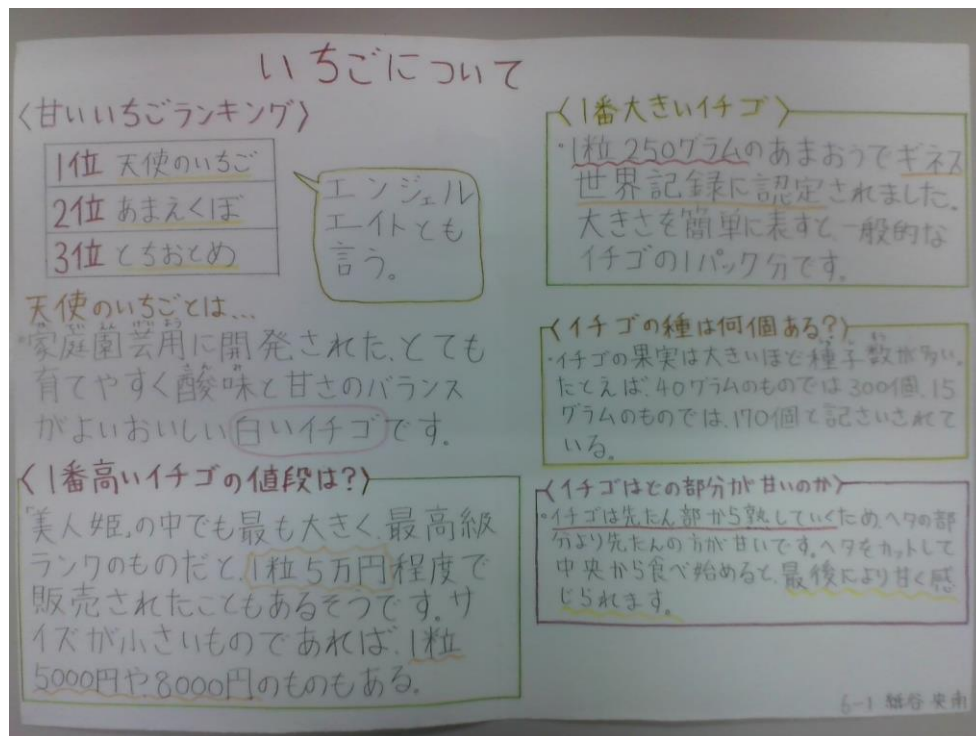 いちごについて
〈甘いいちごランキング〉
1位 天使のいちご
2位 あまえくぼ
3位 とちおとめ
エンジェル
エイトとも
言う。
天使のいちごとは…
・家庭園芸用に開発された、とても
育てやすく酸味と甘さのバランス
がよいおいしい白いイチゴです。
〈1番高いイチゴの値段は?〉
「美人姫」の中でも最も大きく、最高級
ランクのものだと、1粒5万円程度で
販売されたこともあるそうです。サ
イズが小さいものであれば、1粒
5000円や8000円のものもある。
〈1番大きいイチゴ〉
・1粒250グラムのあまおうでギネス
世界記録に認定されました。
大きさを簡単に表すと、一般的な
イチゴの1パック分です。
〈イチゴの種は何個ある?〉
・イチゴの果実は大きいほど種子数が多い。
たとえば、40グラムのものでは300個、15
グラムのものでは、170個と記さいされて
いる。
〈イチゴはどの部分が甘いのか〉
・イチゴは先たん部から熟していくため、ヘタの部
分より先たんの方が甘いです。ヘタをカットして
中央から食べ始めると、最後により甘く感
じられます。
6-1